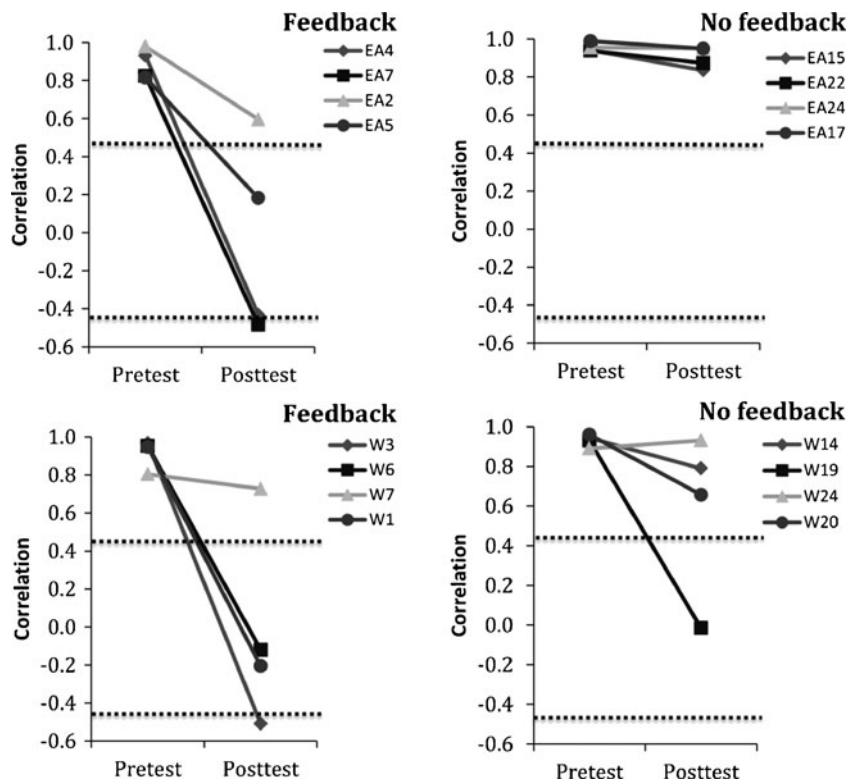 Feedback
EA4
EA7
EA2
EA5
Correlation
1.0
0.8
0.6
0.4
0.2
0.0
-0.2
-0.4
-0.6
Pretest Posttest
No feedback
EA15
EA22
EA24
EA17
Correlation
1.0
0.8
0.6
0.4
0.2
0.0
-0.2
-0.4
-0.6
Pretest Posttest
Feedback
W3
W6
W7
W1
Correlation
1.0
0.8
0.6
0.4
0.2
0.0
-0.2
-0.4
-0.6
Pretest Posttest
No feedback
W14
W19
W24
W20
Correlation
1.0
0.8
0.6
0.4
0.2
0.0
-0.2
-0.4
-0.6
Pretest Posttest